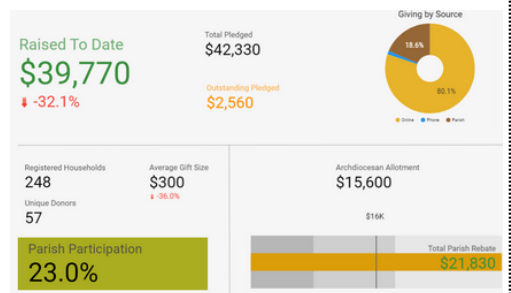 Giving by Source
Raised To Date
$39,770
-32.1%
Total Pledged
$42,330
Outstanding Pledged
$2,560
18.6%
80.1%
Online Phone Parish
Registered Households
248
Average Gift Size
$300
-36.0%
Unique Donors
57
Parish Participation
23.0%
Archdiocesan Allotment
$15,600
$16K
Total Parish Rebate
$21,830